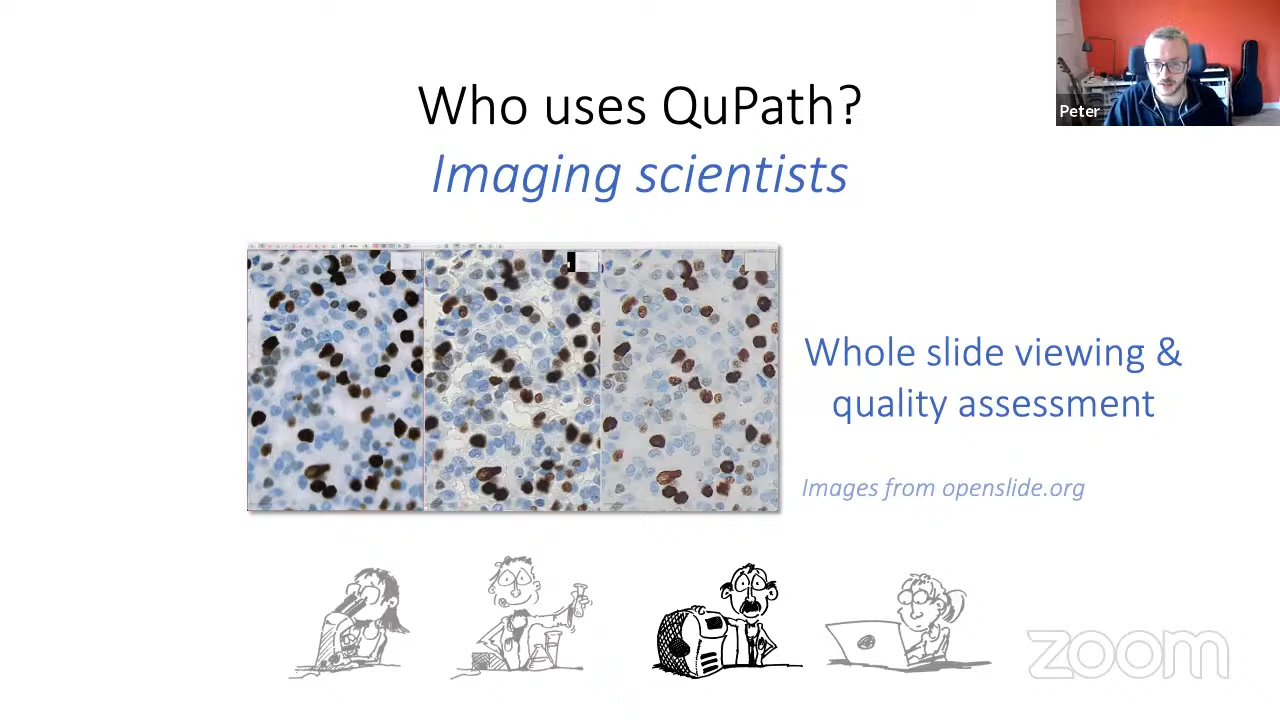 Who uses QuPath?
Peter
Imaging scientists
Whole slide viewing &
quality assessment
Images from openslide.org
zoom